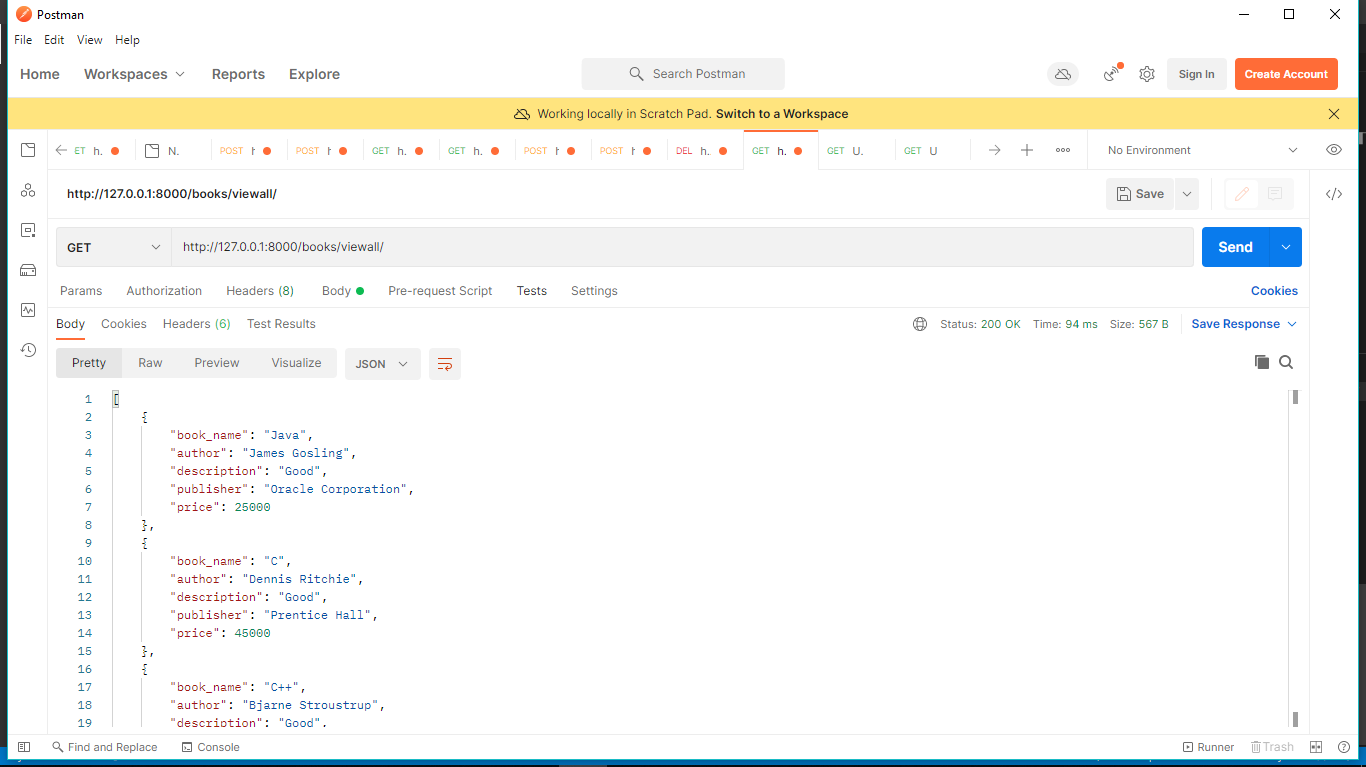 Postman
File Edit View Help
Home Workspaces Reports Explore Search Postman Sign In Create Account
Working locally in Scratch Pad. Switch to a Workspace
ET h. N. POST h POST h GET h. GET h. POST h POST h DEL h. GET h. GET U. GET U No Environment
http://127.0.0.1:8000/books/viewall/ Save
GET http://127.0.0.1:8000/books/viewall/ Send
Params Authorization Headers (8) Body Pre-request Script Tests Settings Cookies
Body Cookies Headers (6) Test Results Status: 200 OK Time: 94 ms Size: 567 B Save Response
Pretty Raw Preview Visualize JSON
1 [
2 {
3 "book_name": "Java",
4 "author": "James Gosling",
5 "description": "Good",
6 "publisher": "Oracle Corporation",
7 "price": 25000
8 },
9 {
10 "book_name": "C",
11 "author": "Dennis Ritchie",
12 "description": "Good",
13 "publisher": "Prentice Hall",
14 "price": 45000
15 },
16 {
17 "book_name": "C++",
18 "author": "Bjarne Stroustrup",
19 "description": "Good",
Find and Replace Console Runner Trash